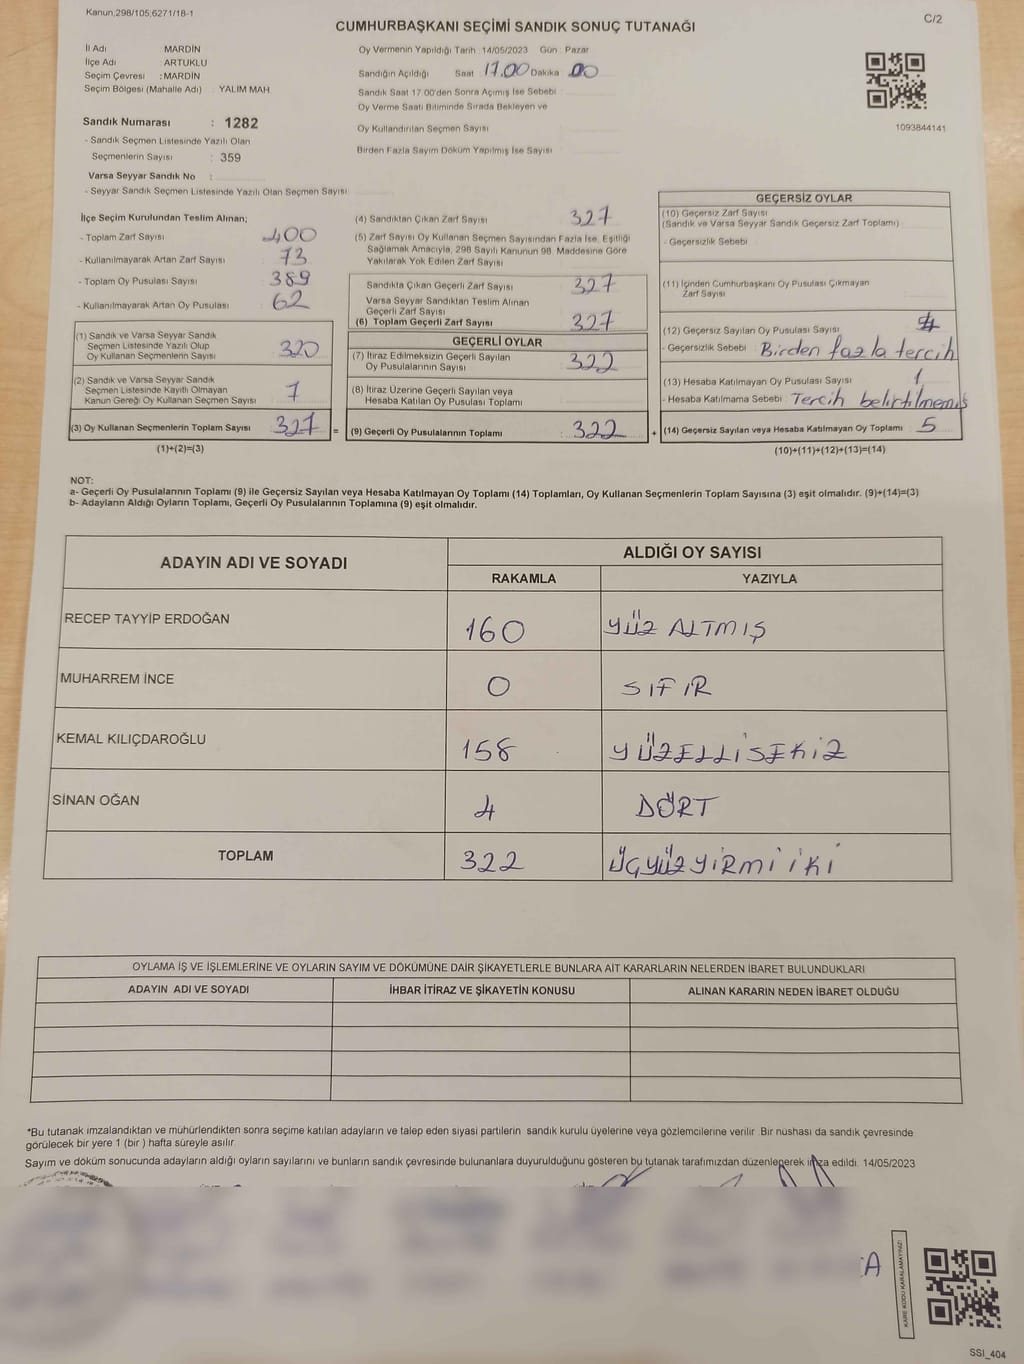 Kanun,298/105;6271/18-1
C/2
CUMHURBAŞKANI SEÇİMİ SANDIK SONUÇ TUTANAĞI
İl Adı MARDİN
İlçe Adı ARTUKLU
Seçim Çevresi : MARDİN
Seçim Bölgesi (Mahalle Adı) : YALIM MAH
Sandık Numarası : 1282
- Sandık Seçmen Listesinde Yazılı Olan
Seçmenlerin Sayısı : 359
Varsa Seyyar Sandık No :
- Seyyar Sandık Seçmen Listesinde Yazılı Olan Seçmen Sayısı
Oy Vermenin Yapıldığı Tarih :14/05/2023 Gün : Pazar
Sandığın Açıldığı Saat 17.00 Dakika 00
Sandık Saat 17.00'den Sonra Açımış İse Sebebi
Oy Verme Saati Bitiminde Sırada Bekleyen ve
Oy Kullandırılan Seçmen Sayısı
Birden Fazla Sayım Döküm Yapılmış İse Sayısı
1093844141
İlçe Seçim Kurulundan Teslim Alınan;
- Toplam Zarf Sayısı 400
- Kullanılmayarak Artan Zarf Sayısı 73
- Toplam Oy Pusulası Sayısı 389
- Kullanılmayarak Artan Oy Pusulası 62
(1) Sandık ve Varsa Seyyar Sandık
Seçmen Listesinde Yazılı Olup
Oy Kullanan Seçmenlerin Sayısı 320
(2) Sandık ve Varsa Seyyar Sandık
Seçmen Listesinde Kayıtlı Olmayan
Kanun Gereği Oy Kullanan Seçmen Sayısı 7
(3) Oy Kullanan Seçmenlerin Toplam Sayısı 327 =
(1)+(2)=(3)
(4) Sandıktan Çıkan Zarf Sayısı 327
(5) Zarf Sayısı Oy Kullanan Seçmen Sayısından Fazla İse, Eşitliği
Sağlamak Amacıyla, 298 Sayılı Kanunun 98. Maddesine Göre
Yakılarak Yok Edilen Zarf Sayısı
Sandıkta Çıkan Geçerli Zarf Sayısı 327
Varsa Seyyar Sandıktan Teslim Alınan
Geçerli Zarf Sayısı
(6) Toplam Geçerli Zarf Sayısı 327
GEÇERLİ OYLAR
(7) İtiraz Edilmeksizin Geçerli Sayılan
Oy Pusulasının Sayısı 322
(8) İtiraz Üzerine Geçerli Sayılan veya
Hesaba Katılan Oy Pusulası Toplamı
(9) Geçerli Oy Pusulalarının Toplamı : 322 +
GEÇERSİZ OYLAR
(10) Geçersiz Zarf Sayısı
(Sandık ve Varsa Seyyar Sandık Geçersiz Zarf Toplamı)
- Geçersizlik Sebebi
(11) İçinden Cumhurbaşkanı Oy Pusulası Çıkmayan
Zarf Sayısı
(12) Geçersiz Sayılan Oy Pusulası Sayısı 4
- Geçersizlik Sebebi Birden fazla tercih
(13) Hesaba Katılmayan Oy Pusulası Sayısı 1
- Hesaba Katılmama Sebebi Tercih belirtilmemiş
(14) Geçersiz Sayılan veya Hesaba Katılmayan Oy Toplamı 5
(10)+(11)+(12)+(13)=(14)
NOT:
a- Geçerli Oy Pusulalarının Toplamı (9) ile Geçersiz Sayılan veya Hesaba Katılmayan Oy Toplamı (14) Toplamları, Oy Kullanan Seçmenlerin Toplam Sayısına (3) eşit olmalıdır. (9)+(14)=(3)
b- Adayların Aldığı Oyların Toplamı, Geçerli Oy Pusulalarının Toplamına (9) eşit olmalıdır.
ADAYIN ADI VE SOYADI
ALDIĞI OY SAYISI
RAKAMLA YAZIYLA
RECEP TAYYİP ERDOĞAN 160 YÜZ ALTMIŞ
MUHARREM İNCE 0 SIFIR
KEMAL KILIÇDAROĞLU 158 YÜZELLİSEKİZ
SİNAN OĞAN 4 DÖRT
TOPLAM 322 ÜÇYÜZYİRMİİKİ
OYLAMA İŞ VE İŞLEMLERİNE VE OYLARIN SAYIM VE DÖKÜMÜNE DAİR ŞİKAYETLERLE BUNLARA AİT KARARLARIN NELERDEN İBARET BULUNDUKLARI
ADAYIN ADI VE SOYADI İHBAR İTİRAZ VE ŞİKAYETİN KONUSU ALINAN KARARIN NEDEN İBARET OLDUĞU
*Bu tutanak imzalandıktan ve mühürlendikten sonra seçime katılan adayların ve talep eden siyasi partilerin sandık kurulu üyelerine veya gözlemcilerine verilir. Bir nüshası da sandık çevresinde
görülecek bir yere 1 (bir ) hafta süreyle asılır.
Sayım ve döküm sonucunda adayların aldığı oyların sayılarını ve bunların sandık çevresinde bulunanlara duyurulduğunu gösteren bu tutanak tarafımızdan düzenlenerek imza edildi. 14/05/2023
KARE KODU KARALAMAYINIZ!
SSI_404